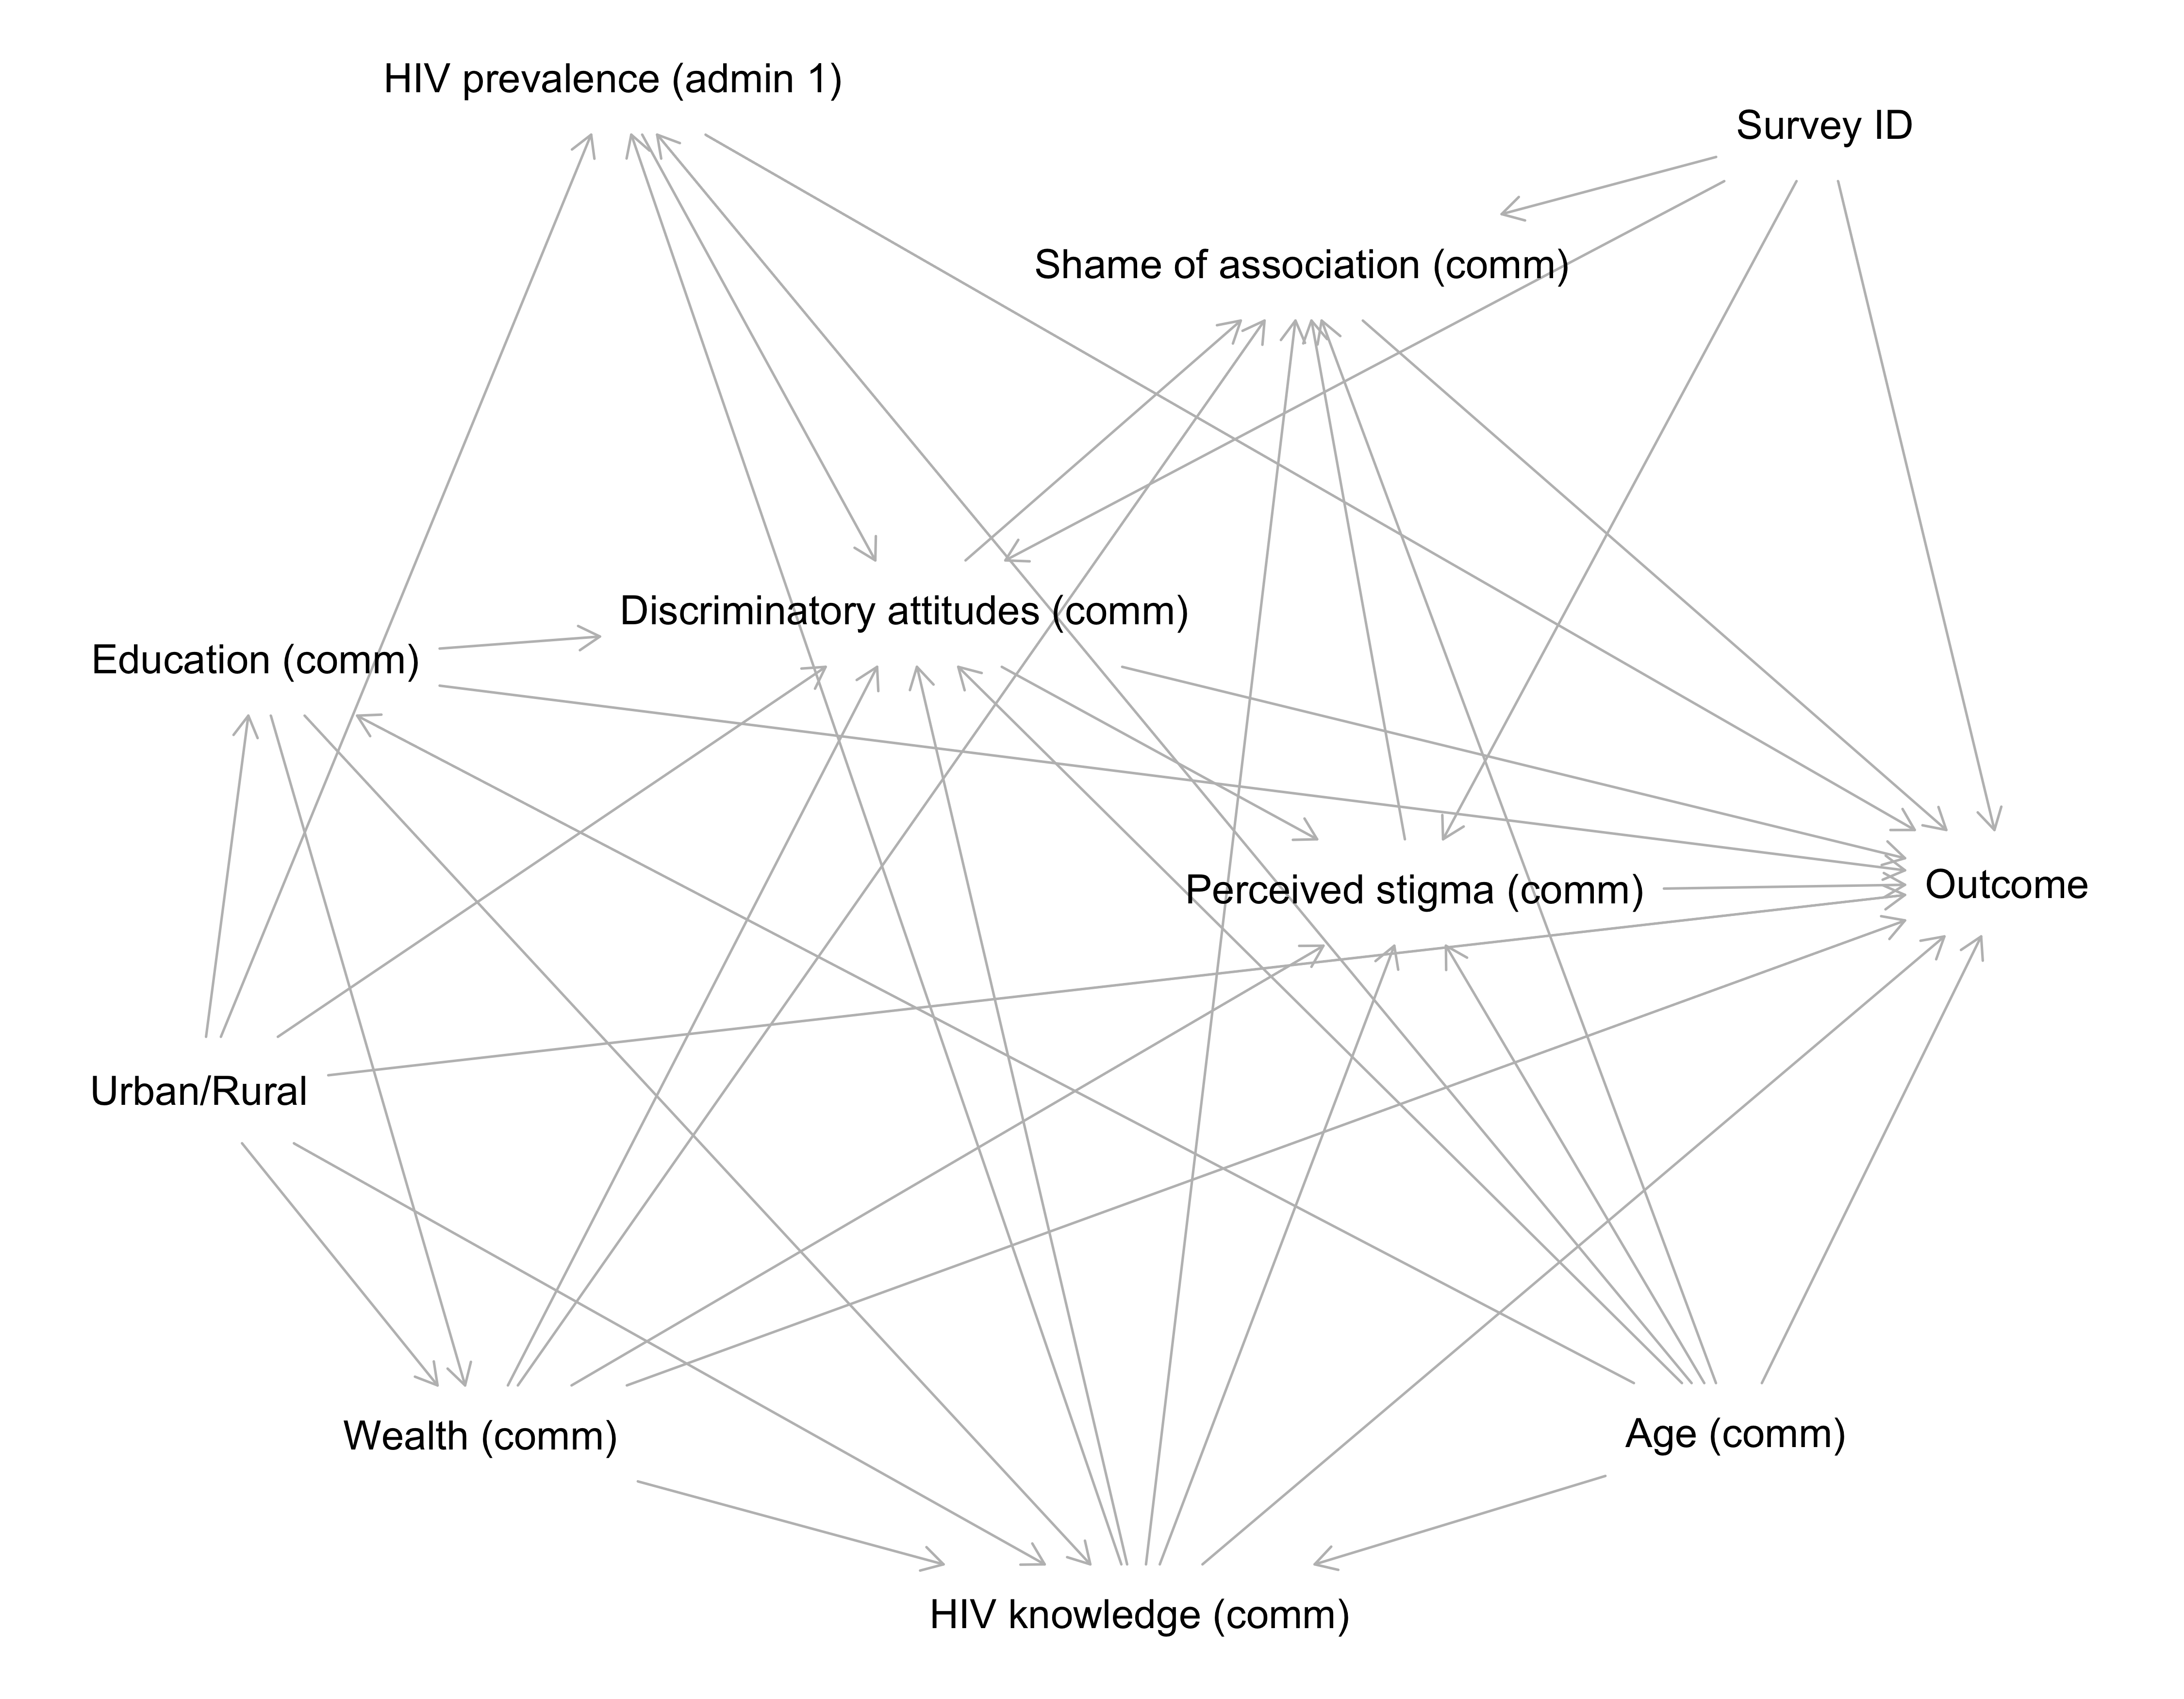 HIV prevalence (admin 1)
Survey ID
Shame of association (comm)
Discriminatory attitudes (comm)
Education (comm)
Perceived stigma (comm)
Outcome
Urban/Rural
Wealth (comm)
Age (comm)
HIV knowledge (comm)